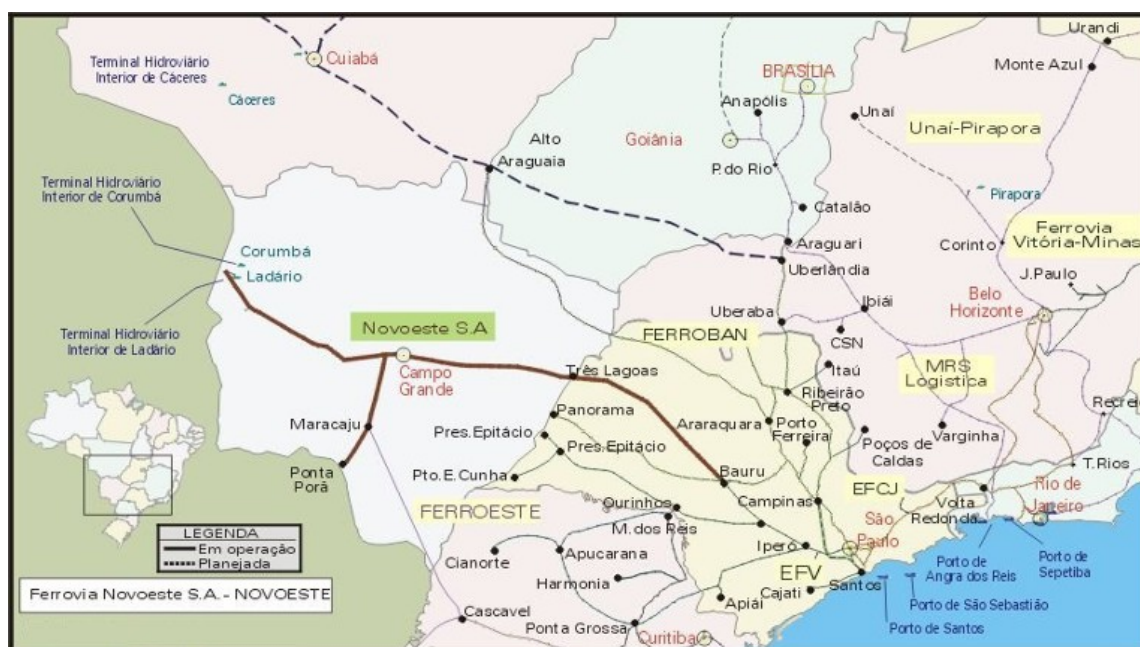 Urandi
Monte Azul
Terminal Hidroviário
Interior de Cáceres
Cuiabá
Cáceres
BRASÍLIA
Anapólis
Unaí
Unaí-Pirapora
Goiânia
Alto
Araguaia
P.do Rio
Pirapora
Terminal Hidroviário
Interior de Corumbá
Catalâo
Corinto
Ferrovia
Vitória-Minas
Araguari
Uberlândia
J.Paulo
Corumbá
Ladário
Belo
Horizonte
Ibiái
Uberaba
Terminal Hidroviário
Interior de Ladário
Novoeste S.A
FERROBAN
CSN
MRS
Logistica
Itaú
Campo
Grande
Três Lagoas
Ribeirão
Preto
Recreio
Panorama
Araraquara
Porto
Ferreira
Maracaju
Pres.Epitácio
Pres.Epitácio
Poços de
Caldas
Varginha
Ponta
Porã
Pto.E.Cunha
Bauru
T.Rios
EFCJ
Rio de
Janeiro
Volta
Redonda
Campinas
Ourinhos
FERROESTE
M.dos Reis
São
Paulo
LEGENDA
Em operação
Planejada
Cianorte
Apucarana
Iperó
EFV
Porto de
Angra dos Reis
Porto de
Sepetiba
Harmonia
Santos
Cajati
Apiái
Porto de São Sebastião
Ferrovia Novoeste S.A. - NOVOESTE
Cascavel
Ponta Grossa
Curitiba
Porto de Santos